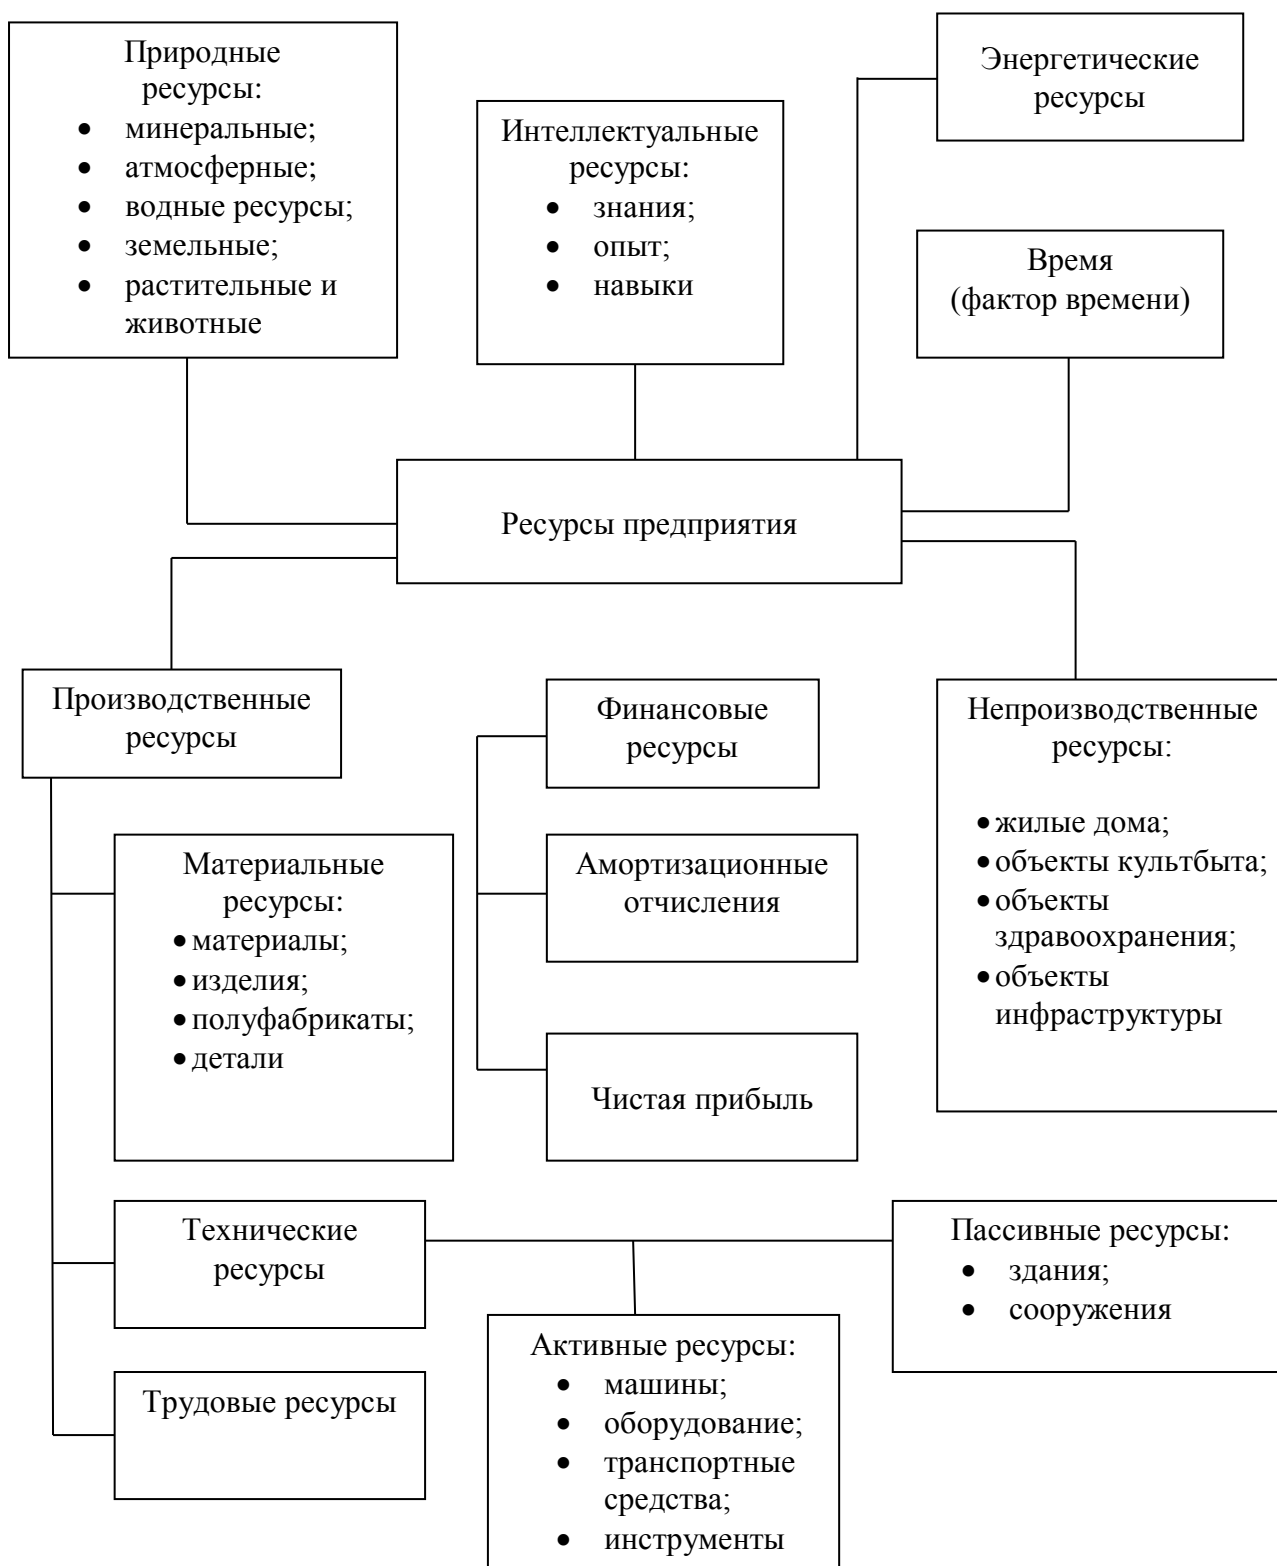 Природные
ресурсы:
• минеральные;
• атмосферные;
• водные ресурсы;
• земельные;
• растительные и
животные
Интеллектуальные
ресурсы:
• знания;
• опыт;
• навыки
Энергетические
ресурсы
Время
(фактор времени)
Ресурсы предприятия
Производственные
ресурсы
Финансовые
ресурсы
Непроизводственные
ресурсы:
• жилые дома;
• объекты культбыта;
• объекты
здравоохранения;
• объекты
инфраструктуры
Материальные
ресурсы:
• материалы;
• изделия;
• полуфабрикаты;
• детали
Амортизационные
отчисления
Чистая прибыль
Технические
ресурсы
Пассивные ресурсы:
• здания;
• сооружения
Активные ресурсы:
• машины;
• оборудование;
• транспортные
средства;
• инструменты
Трудовые ресурсы